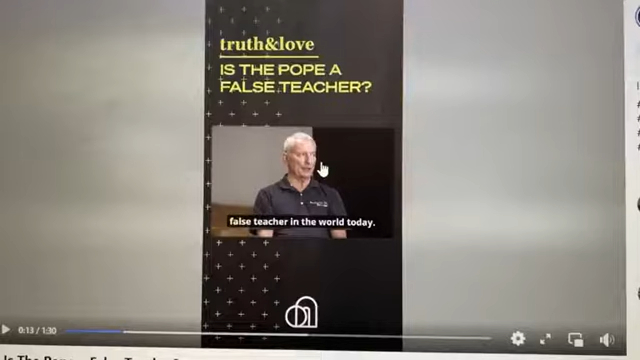 truth&love
IS THE POPE A
FALSE TEACHER?
false teacher in the world today.
0:13 / 1:30